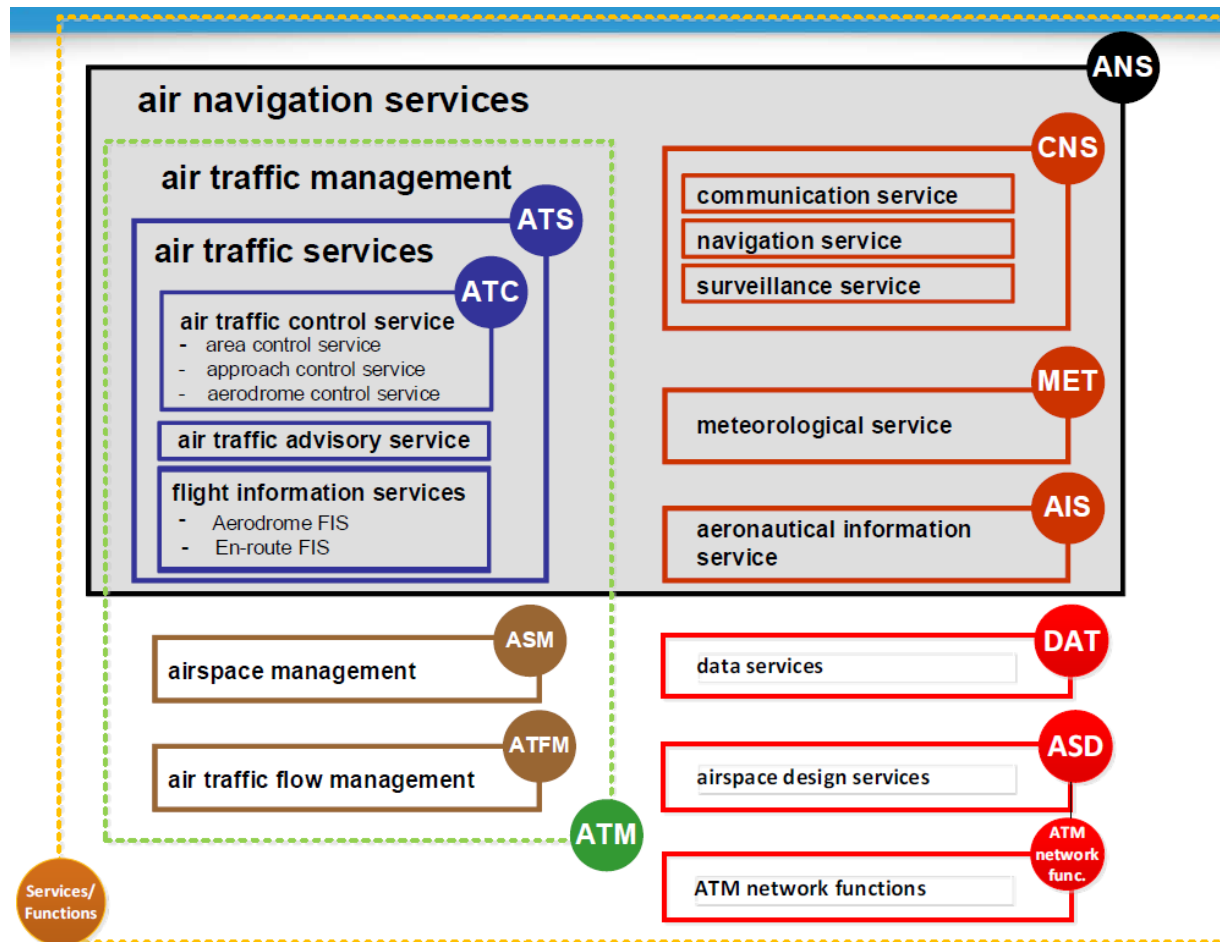 ANS
air navigation services
CNS
air traffic management
communication service
ATS
navigation service
air traffic services
surveillance service
ATC
air traffic control service
- area control service
- approach control service
- aerodrome control service
MET
meteorological service
air traffic advisory service
flight information services
- Aerodrome FIS
- En-route FIS
AIS
aeronautical information
service
ASM
airspace management
DAT
data services
ATFM
air traffic flow management
ASD
airspace design services
ATM
ATM
network
func.
ATM network functions
Services/
Functions